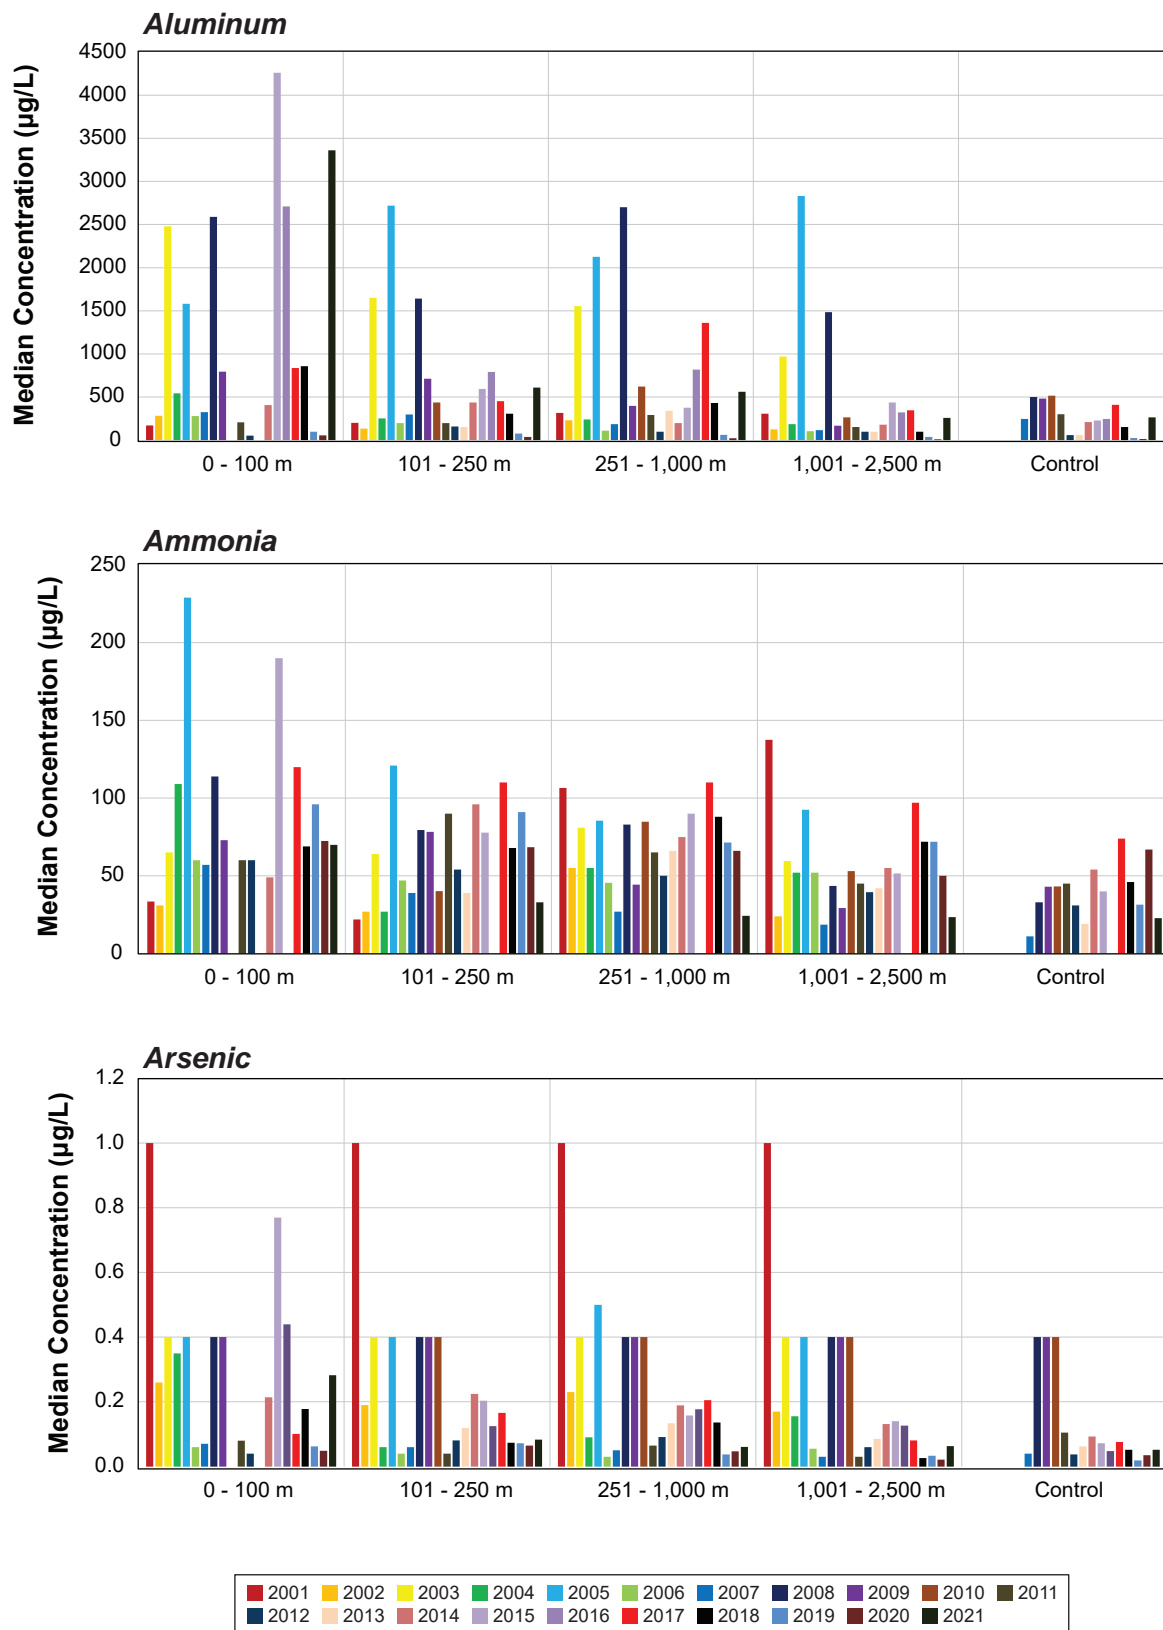 Aluminum
Median Concentration (µg/L)
4500
4000
3500
3000
2500
2000
1500
1000
500
0
0 - 100 m
101 - 250 m
251 - 1,000 m
1,001 - 2,500 m
Control
Ammonia
Median Concentration (µg/L)
250
200
150
100
50
0
0 - 100 m
101 - 250 m
251 - 1,000 m
1,001 - 2,500 m
Control
Arsenic
Median Concentration (µg/L)
1.2
1.0
0.8
0.6
0.4
0.2
0.0
0 - 100 m
101 - 250 m
251 - 1,000 m
1,001 - 2,500 m
Control
2001 2002 2003 2004 2005 2006 2007 2008 2009 2010 2011
2012 2013 2014 2015 2016 2017 2018 2019 2020 2021